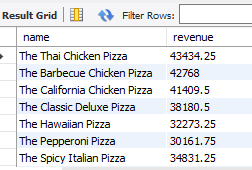 Result Grid Filter Rows:
name revenue
The Thai Chicken Pizza 43434.25
The Barbecue Chicken Pizza 42768
The California Chicken Pizza 41409.5
The Classic Deluxe Pizza 38180.5
The Hawaiian Pizza 32273.25
The Pepperoni Pizza 30161.75
The Spicy Italian Pizza 34831.25